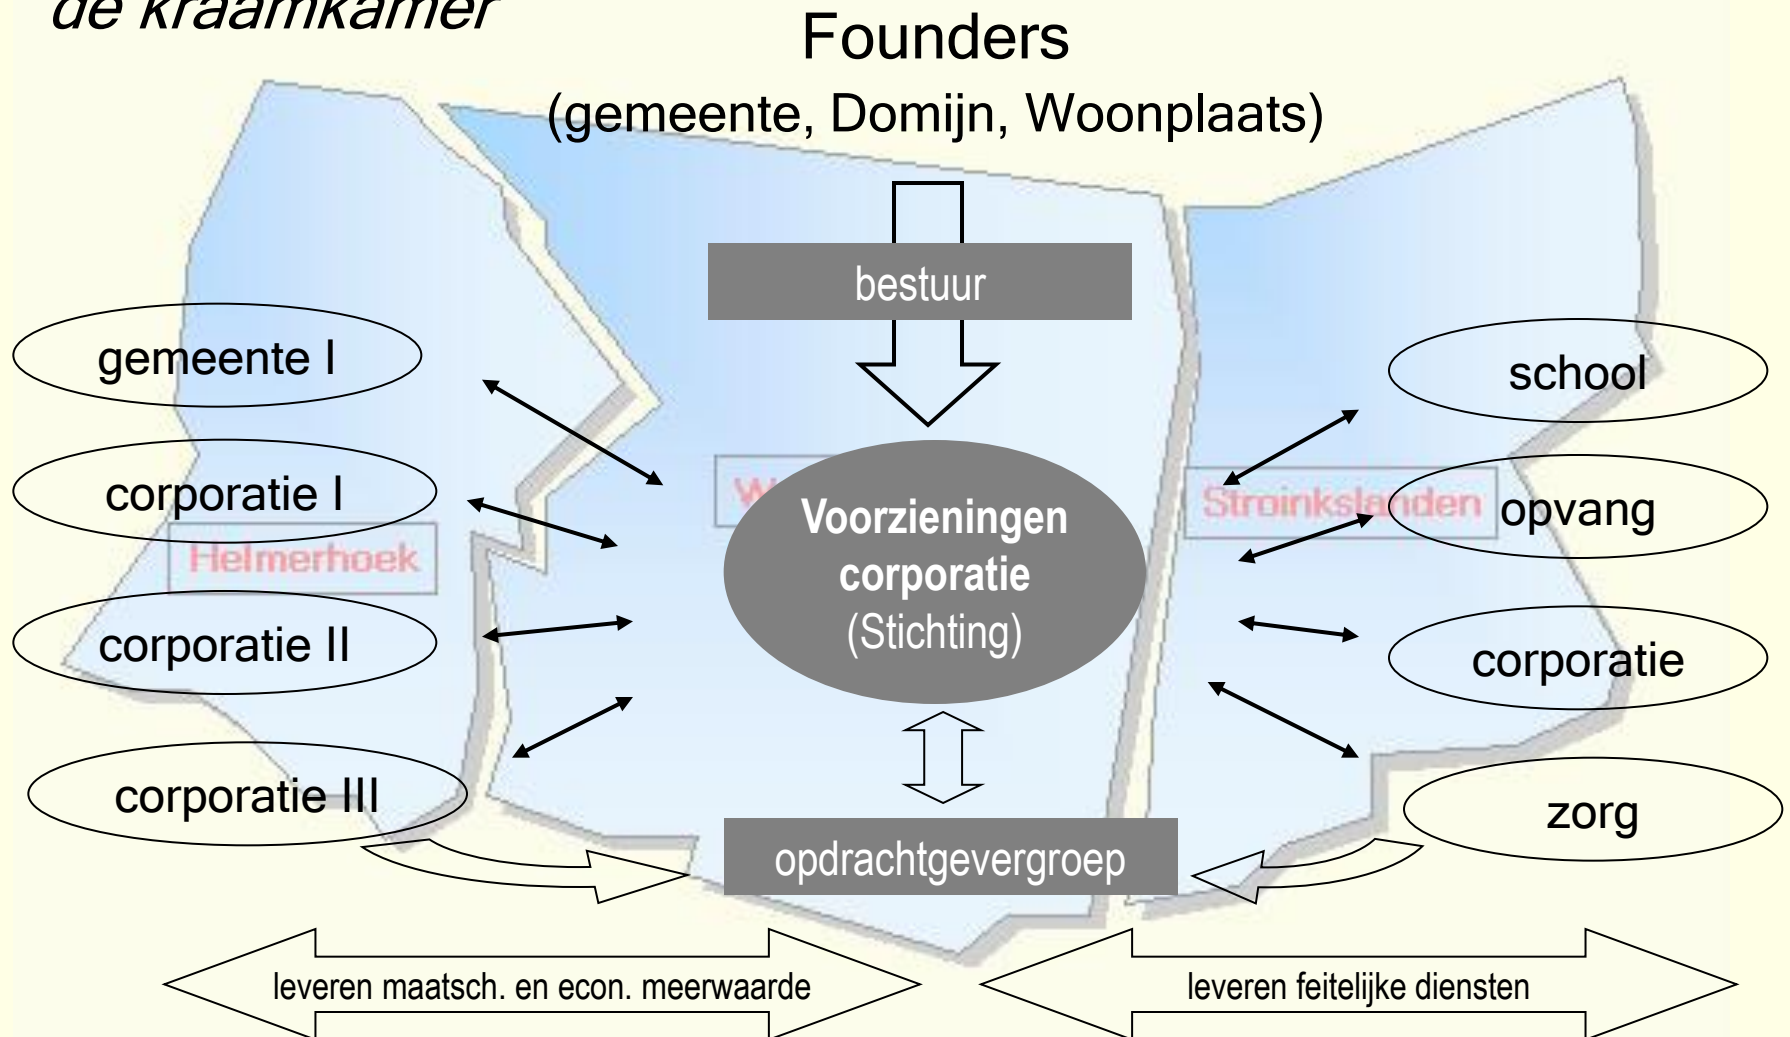 de kraamkamer
Founders
(gemeente, Domijn, Woonplaats)
bestuur
gemeente I
corporatie I
Helmerhoek
corporatie II
corporatie III
Voorzieningen
corporatie
(Stichting)
opdrachtgevergroep
school
Stroinkslanden
opvang
corporatie
zorg
leveren maatsch. en econ. meerwaarde
leveren feitelijke diensten